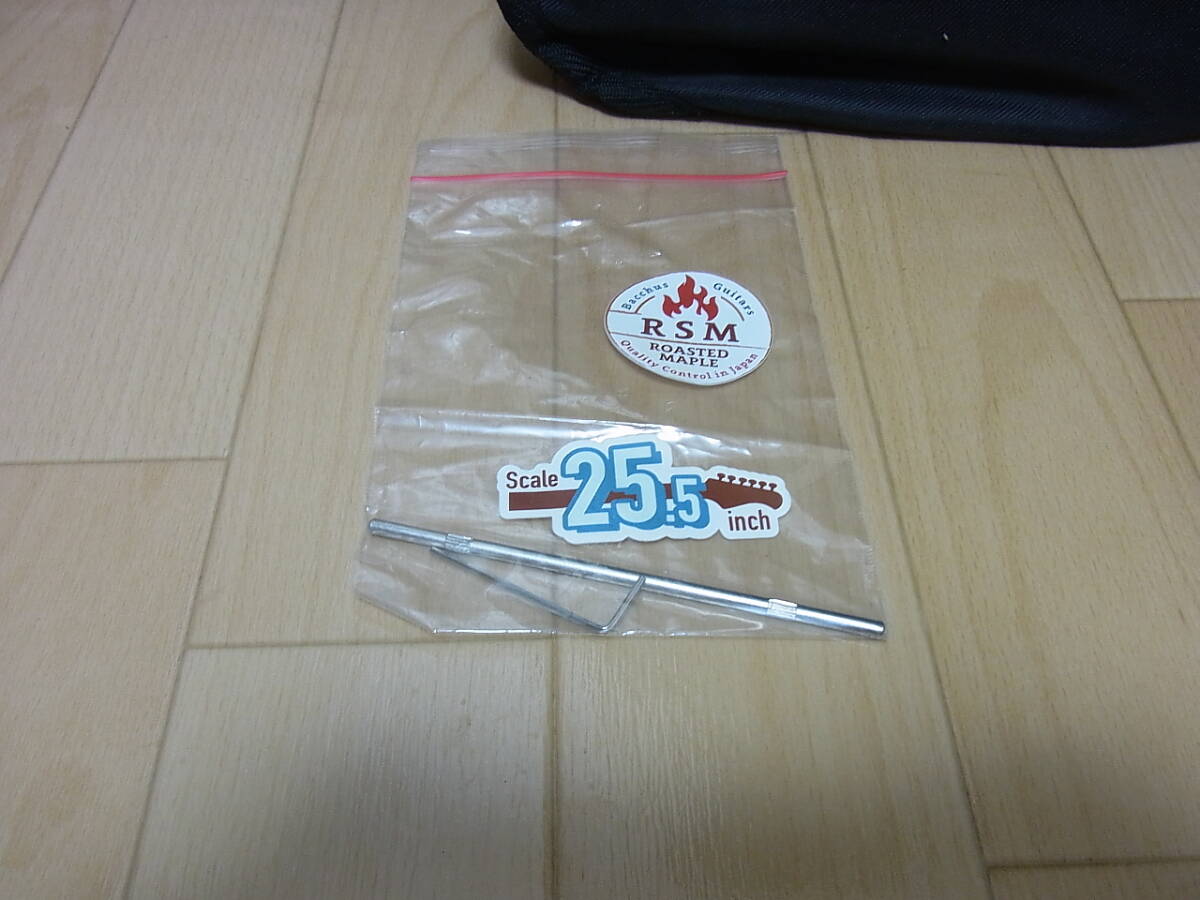 Bacchus Guitars
RSM
ROASTED
MAPLE
Quality Control in Japan
Scale 25.5 inch